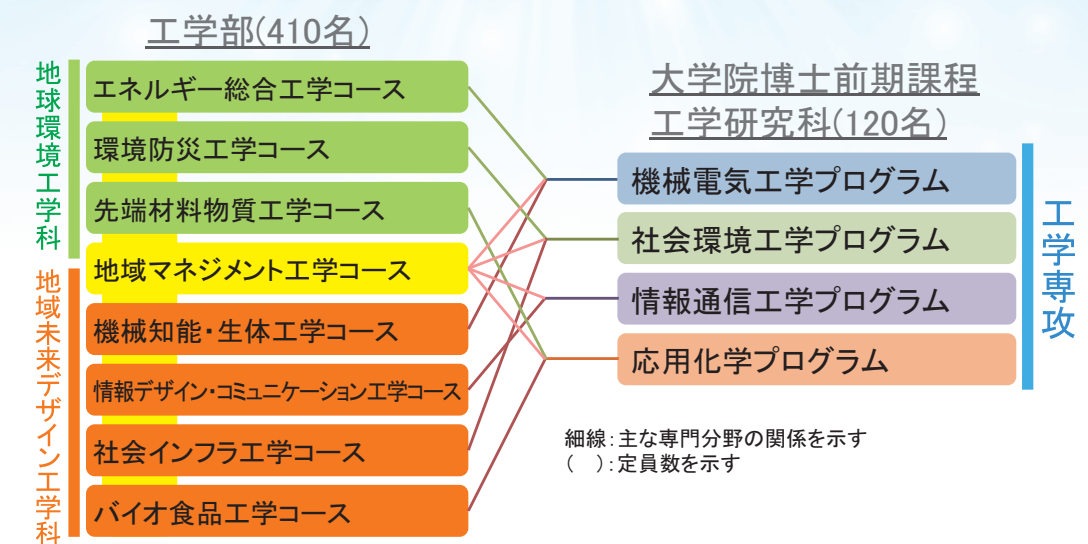 工学部(410名)
地球環境工学科
エネルギー総合工学コース
環境防災工学コース
先端材料物質工学コース
地域マネジメント工学コース
地域未来デザイン工学科
機械知能・生体工学コース
情報デザイン・コミュニケーション工学コース
社会インフラ工学コース
バイオ食品工学コース
大学院博士前期課程
工学研究科(120名)
機械電気工学プログラム
社会環境工学プログラム
情報通信工学プログラム
応用化学プログラム
工学専攻
細線:主な専門分野の関係を示す
(　):定員数を示す